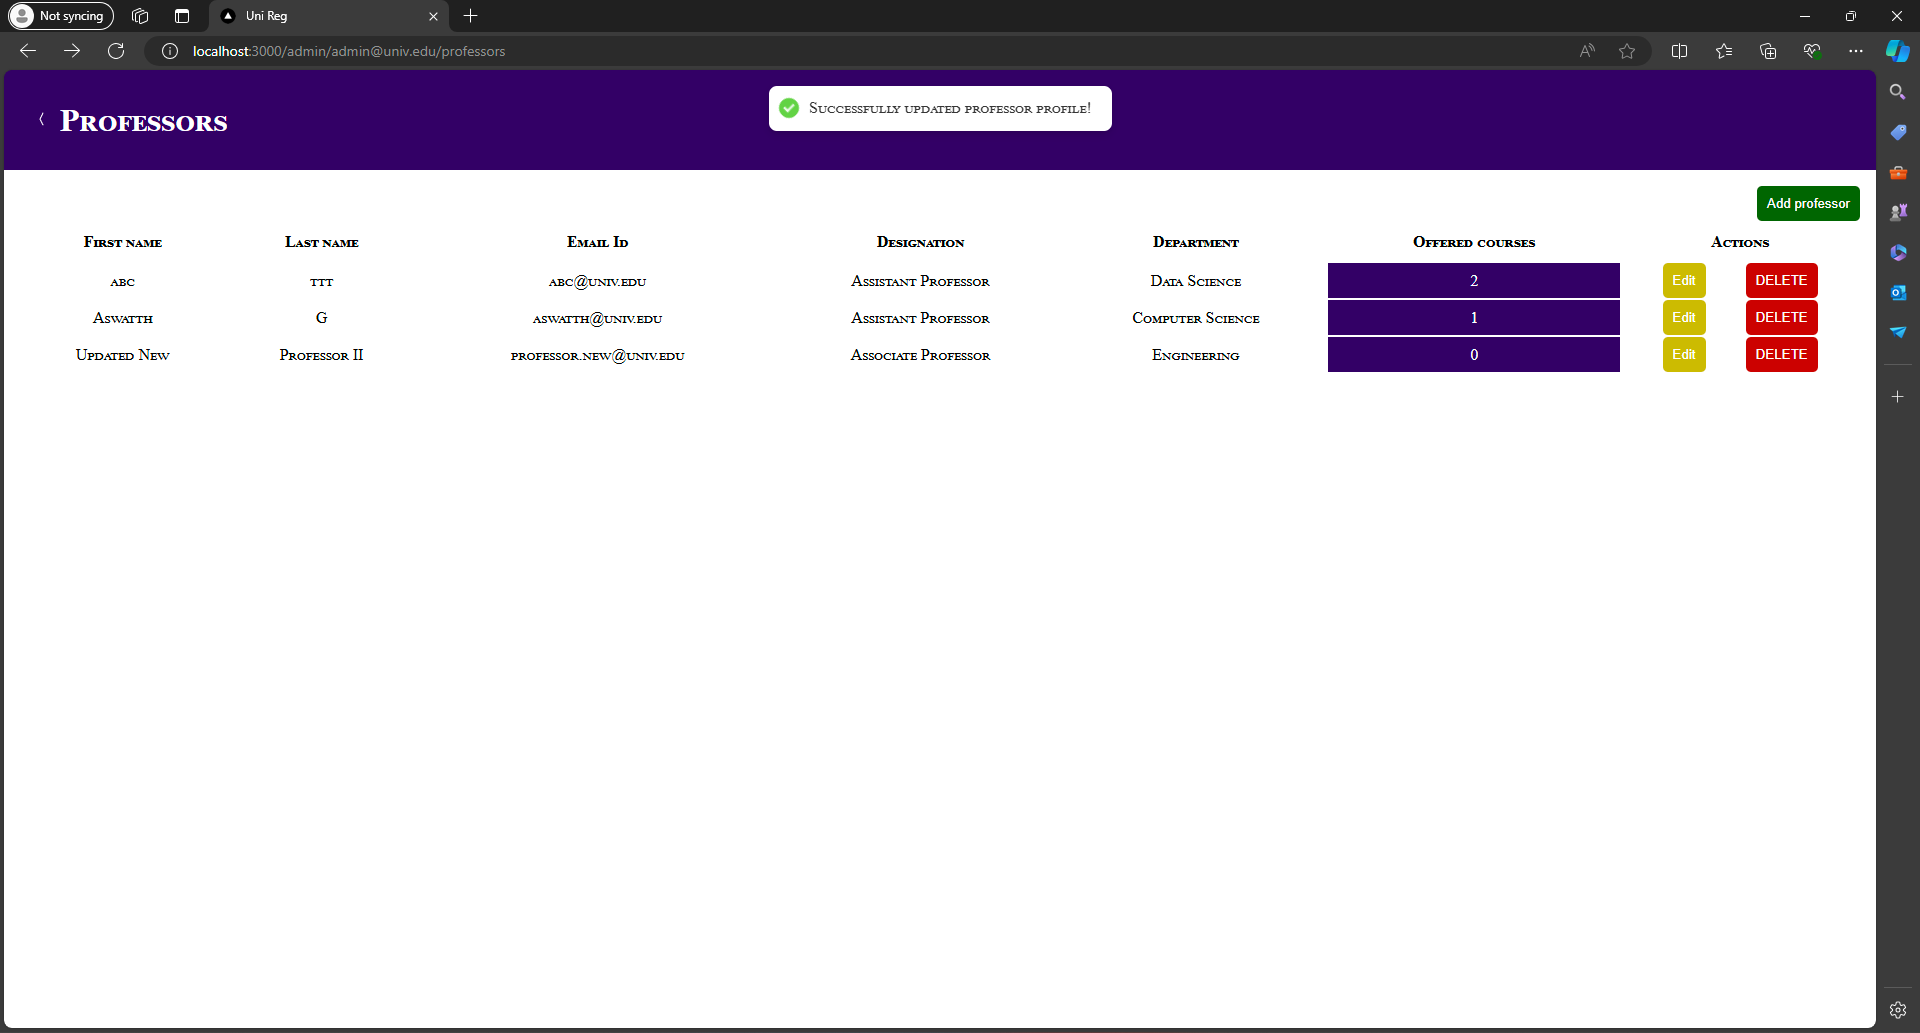 Not syncing
Uni Reg
localhost:3000/admin/admin@univ.edu/professors
Professors
Successfully updated professor profile!
Add professor
First name Last name Email Id Designation Department Offered courses Actions
abc ttt abc@univ.edu Assistant Professor Data Science 2 Edit DELETE
Aswatth G aswatth@univ.edu Assistant Professor Computer Science 1 Edit DELETE
Updated New Professor II professor.new@univ.edu Associate Professor Engineering 0 Edit DELETE